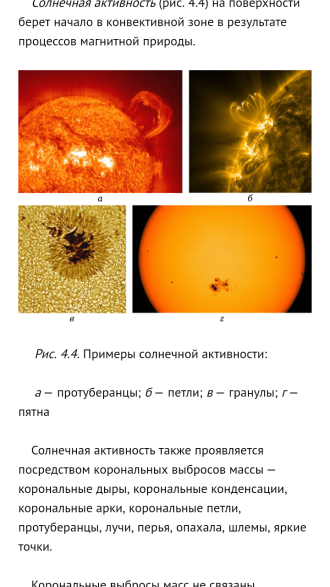 Солнечная активность (рис. 4.4) на поверхности
берет начало в конвективной зоне в результате
процессов магнитной природы.
а
б
в
г
Рис. 4.4. Примеры солнечной активности:
а — протуберанцы; б — петли; в — гранулы; г —
пятна
Солнечная активность также проявляется
посредством корональных выбросов массы —
корональные дыры, корональные конденсации,
корональные арки, корональные петли,
протуберанцы, лучи, перья, опахала, шлемы, яркие
точки.
Корональные выбросы масс не связаны